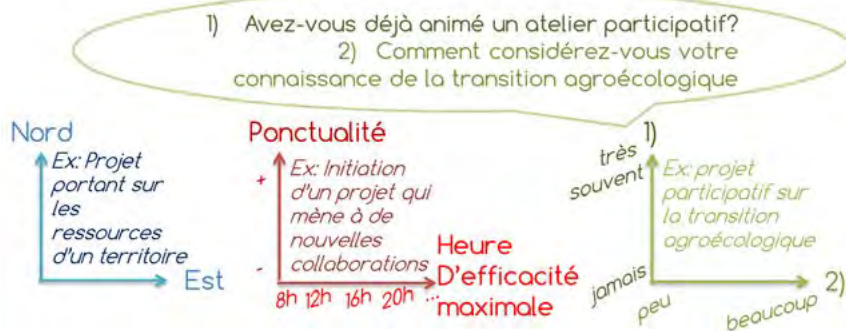 1) Avez-vous déjà animé un atelier participatif?
2) Comment considérez-vous votre
connaissance de la transition agroécologique
Nord
Ex: Projet
portant sur
les
ressources
d'un territoire
Est
Ponctualité
+
Ex: Initiation
d'un projet qui
mène à de
nouvelles
collaborations
-
8h 12h 16h 20h ...
Heure
D'efficacité
maximale
1)
très
souvent
Ex: projet
participatif sur
la transition
agroécologique
jamais
peu
beaucoup
2)